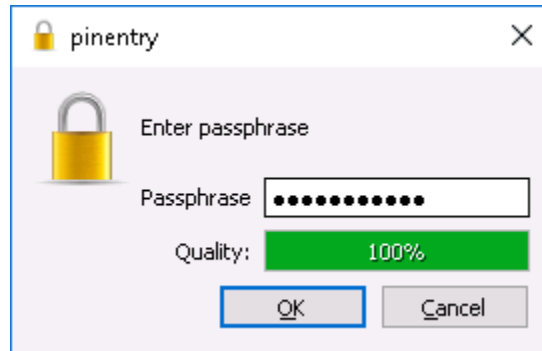 pinentry
Enter passphrase
Passphrase ●●●●●●●●●●●
Quality: 100%
OK Cancel